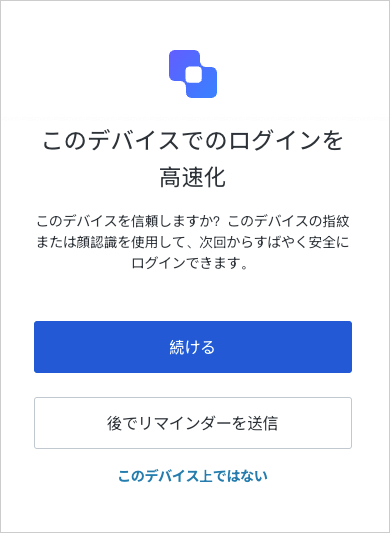 このデバイスでのログインを
高速化
このデバイスを信頼しますか? このデバイスの指紋
または顔認識を使用して、次回からすばやく安全に
ログインできます。
続ける
後でリマインダーを送信
このデバイス上ではない